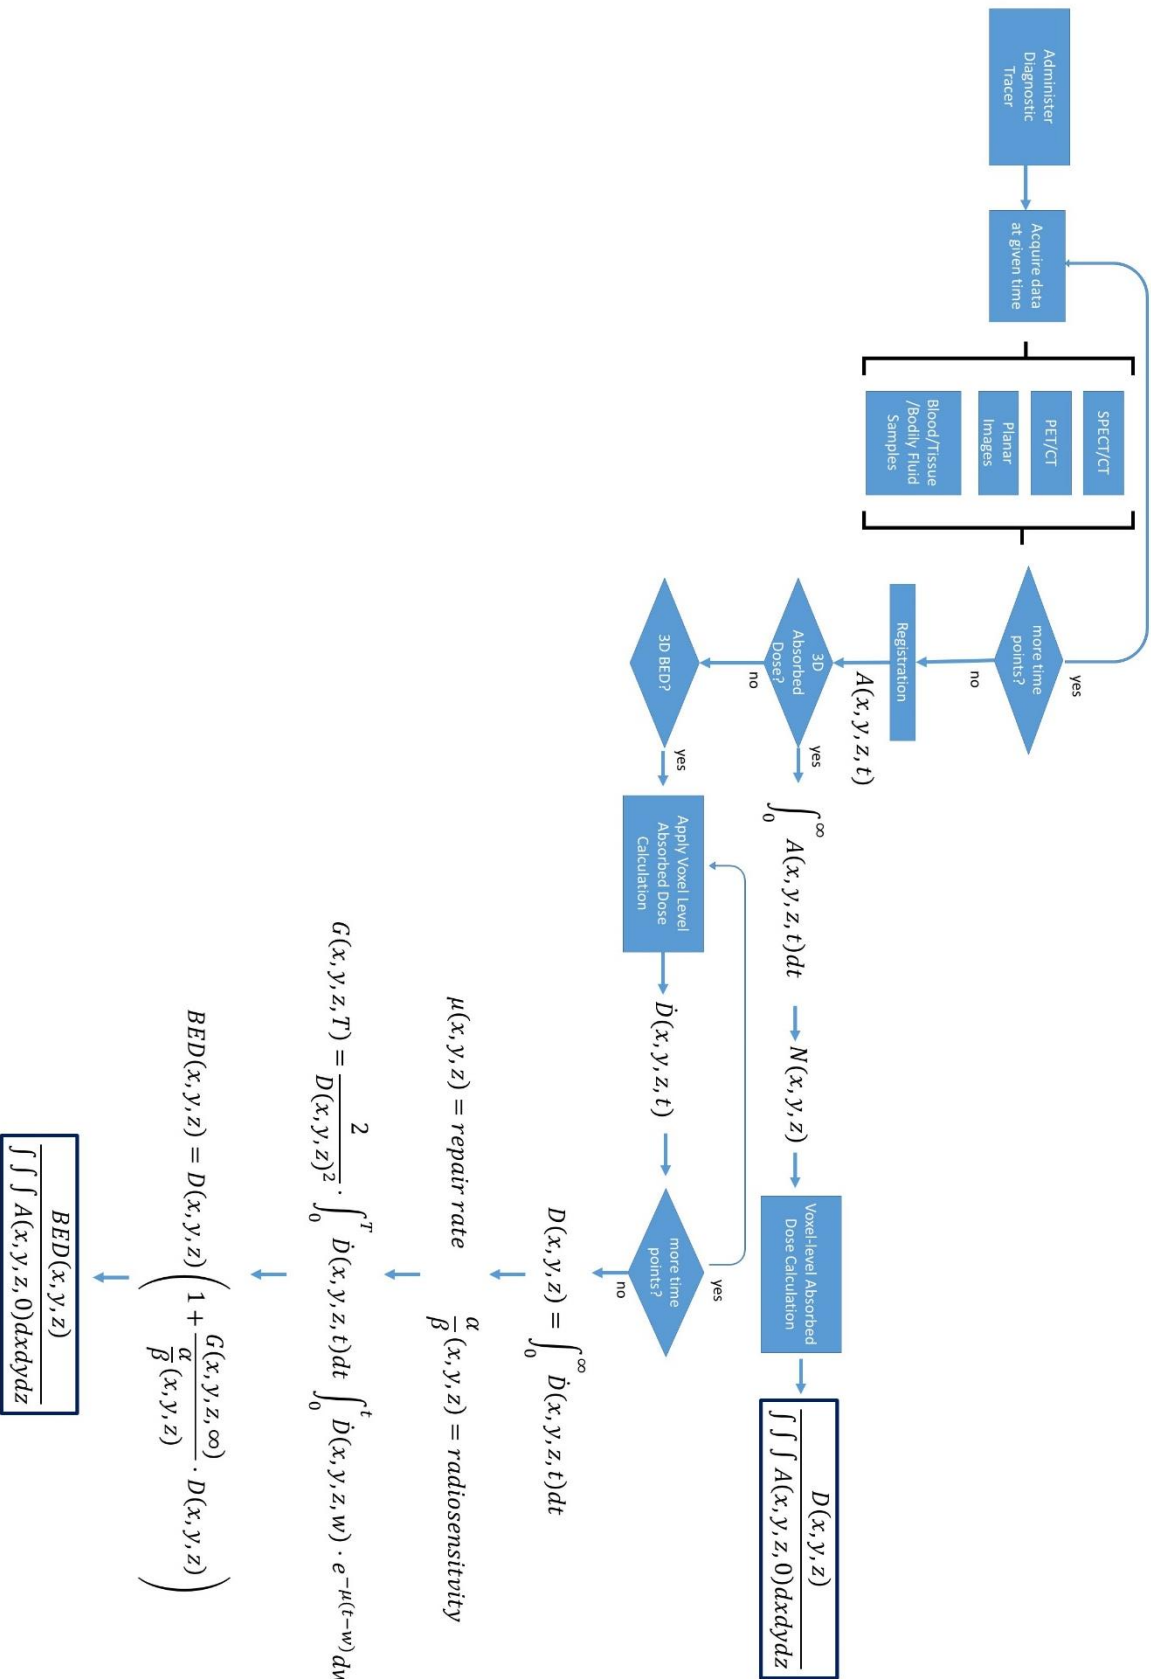 Administer
Diagnostic
Tracer
Acquire data
at given time
SPECT/CT
PET/CT
Planar
Images
Blood/Tissue
/Bodily Fluid
Samples
more time
points?
yes
no
Registration
A(x, y, z, t)
3D
Absorbed
Dose?
yes
no
∫₀^∞ A(x, y, z, t)dt
N(x, y, z)
Voxel-level Absorbed
Dose Calculation
D(x, y, z)
∫ ∫ ∫ A(x, y, z, 0)dxdydz
3D BED?
yes
Apply Voxel Level
Absorbed Dose
Calculation
Ḋ(x, y, z, t)
more time
points?
yes
no
D(x, y, z) = ∫₀^∞ Ḋ(x, y, z, t)dt
μ(x, y, z) = repair rate
α/β (x, y, z) = radiosensitvity
G(x, y, z, T) = 2/D(x, y, z)² · ∫₀^T Ḋ(x, y, z, t)dt ∫₀^t Ḋ(x, y, z, w) · e^−μ(t−w) dw
BED(x, y, z) = D(x, y, z) (1 + G(x, y, z, ∞)/(α/β (x, y, z)) · D(x, y, z))
BED(x, y, z)
∫ ∫ ∫ A(x, y, z, 0)dxdydz